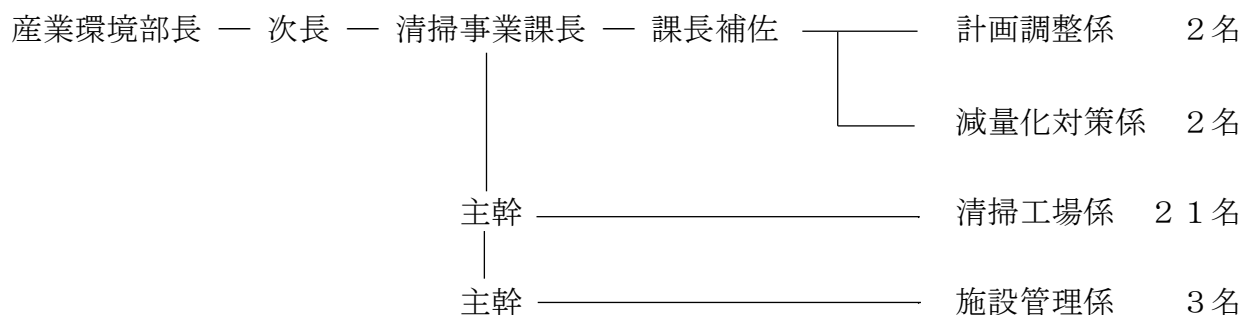 産業環境部長 ― 次長 ― 清掃事業課長 ― 課長補佐 計画調整係 2名
減量化対策係 2名
主幹 清掃工場係 21名
主幹 施設管理係 3名